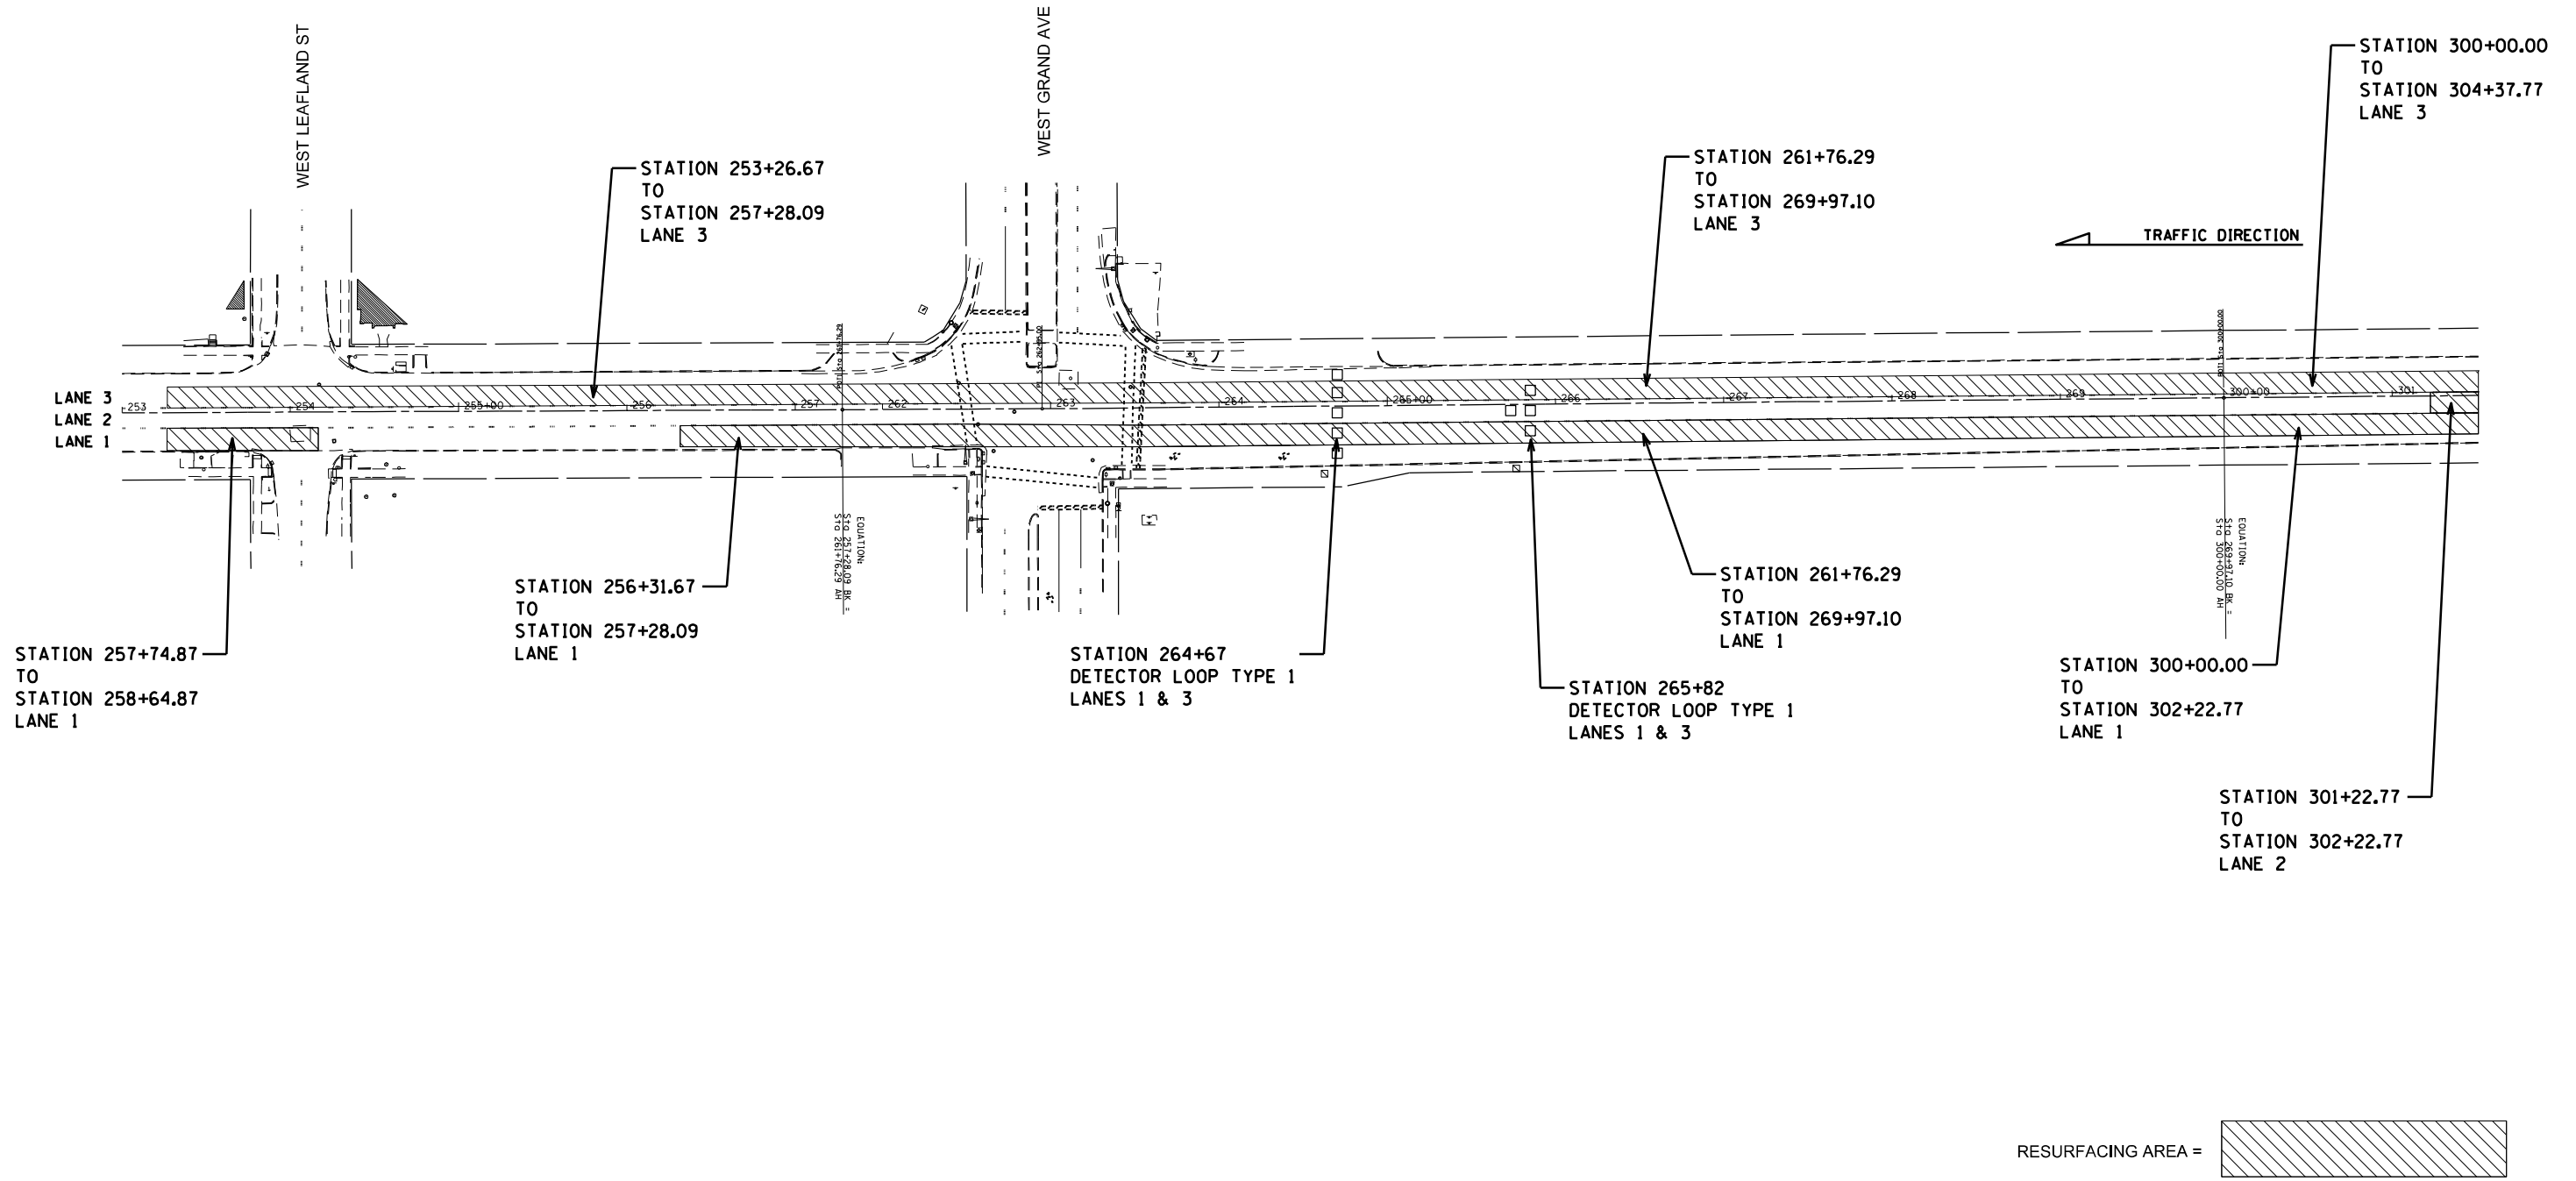 WEST LEAFLAND ST
WEST GRAND AVE
STATION 300+00.00
TO
STATION 304+37.77
LANE 3
STATION 253+26.67
TO
STATION 257+28.09
LANE 3
STATION 261+76.29
TO
STATION 269+97.10
LANE 3
TRAFFIC DIRECTION
POT: Sta 300+00.00
LANE 3
LANE 2
LANE 1
253
254
255+00
256
257
262
263
264
265+00
266
267
268
269
300+00
301
EQUATION:
Sta 257+28.09 BK =
Sta 261+76.29 AH
EQUATION:
Sta 269+97.10 BK =
Sta 300+00.00 AH
STATION 256+31.67
TO
STATION 257+28.09
LANE 1
STATION 261+76.29
TO
STATION 269+97.10
LANE 1
STATION 257+74.87
TO
STATION 258+64.87
LANE 1
STATION 264+67
DETECTOR LOOP TYPE 1
LANES 1 & 3
STATION 265+82
DETECTOR LOOP TYPE 1
LANES 1 & 3
STATION 300+00.00
TO
STATION 302+22.77
LANE 1
STATION 301+22.77
TO
STATION 302+22.77
LANE 2
RESURFACING AREA =